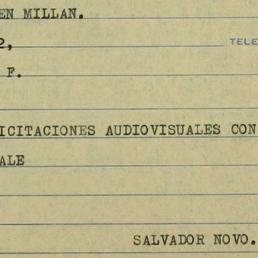 EN MILLAN.
2,
TELE
F.
ICITACIONES AUDIOVISUALES CON
ALE
SALVADOR NOVO.